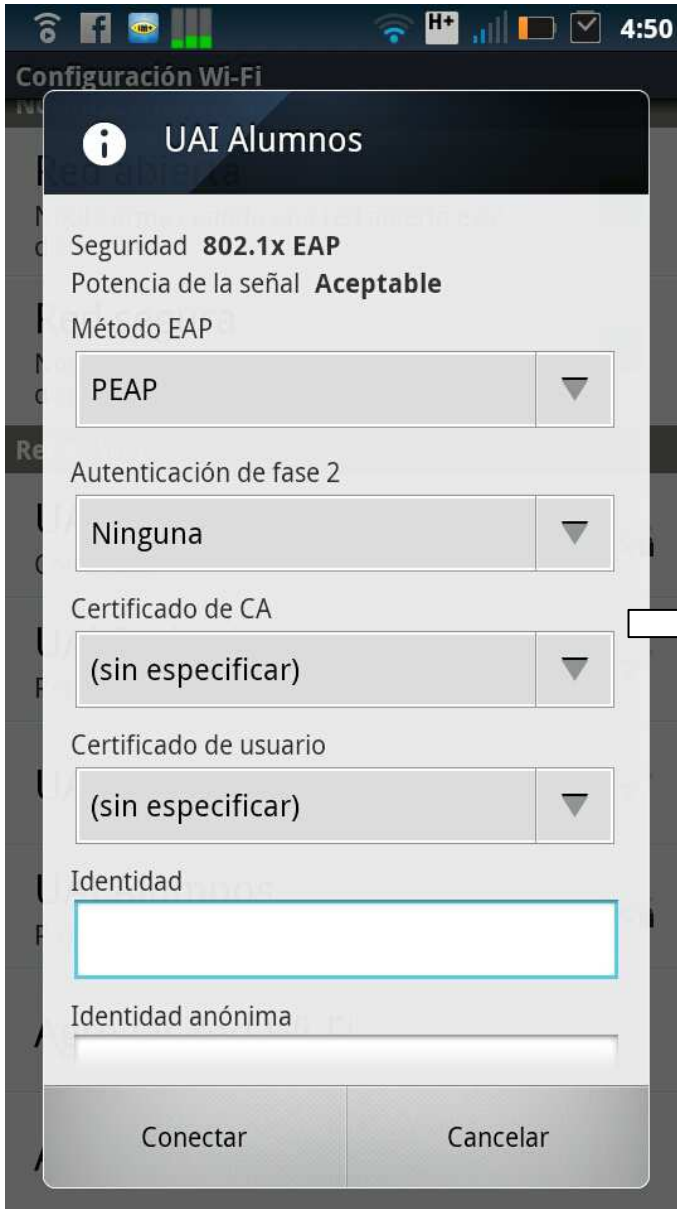 H+ 4:50
Configuración Wi-Fi
UAI Alumnos
Red abierta
Seguridad 802.1x EAP
Potencia de la señal Aceptable
Método EAP
PEAP
Autenticación de fase 2
Ninguna
Certificado de CA
(sin especificar)
Certificado de usuario
(sin especificar)
Identidad
Identidad anónima
Conectar Cancelar